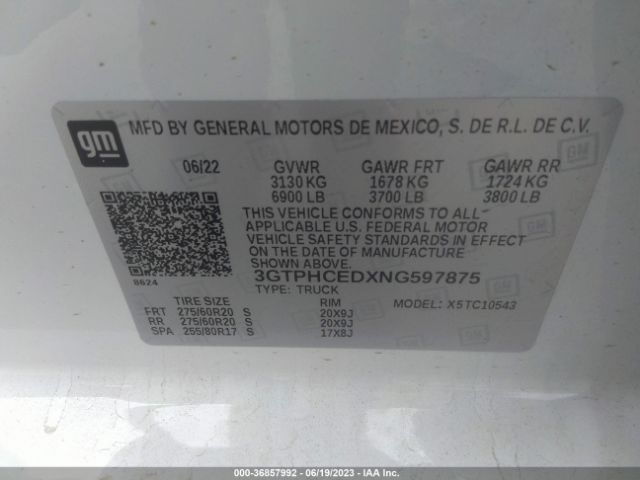 gm
MFD BY GENERAL MOTORS DE MEXICO, S. DE R.L. DE C.V.
06/22 GVWR GAWR FRT GAWR RR
3130 KG 1678 KG 1724 KG
6900 LB 3700 LB 3800 LB
THIS VEHICLE CONFORMS TO ALL
APPLICABLE U.S. FEDERAL MOTOR
VEHICLE SAFETY STANDARDS IN EFFECT
ON THE DATE OF MANUFACTURE
SHOWN ABOVE.
8624 3GTPHCEDXNG597875
TYPE: TRUCK
TIRE SIZE RIM MODEL: X5TC10543
FRT 275/60R20 S 20X9J
RR 275/60R20 S 20X9J
SPA 255/80R17 S 17X8J
000-36857992 - 06/19/2023 - IAA Inc.